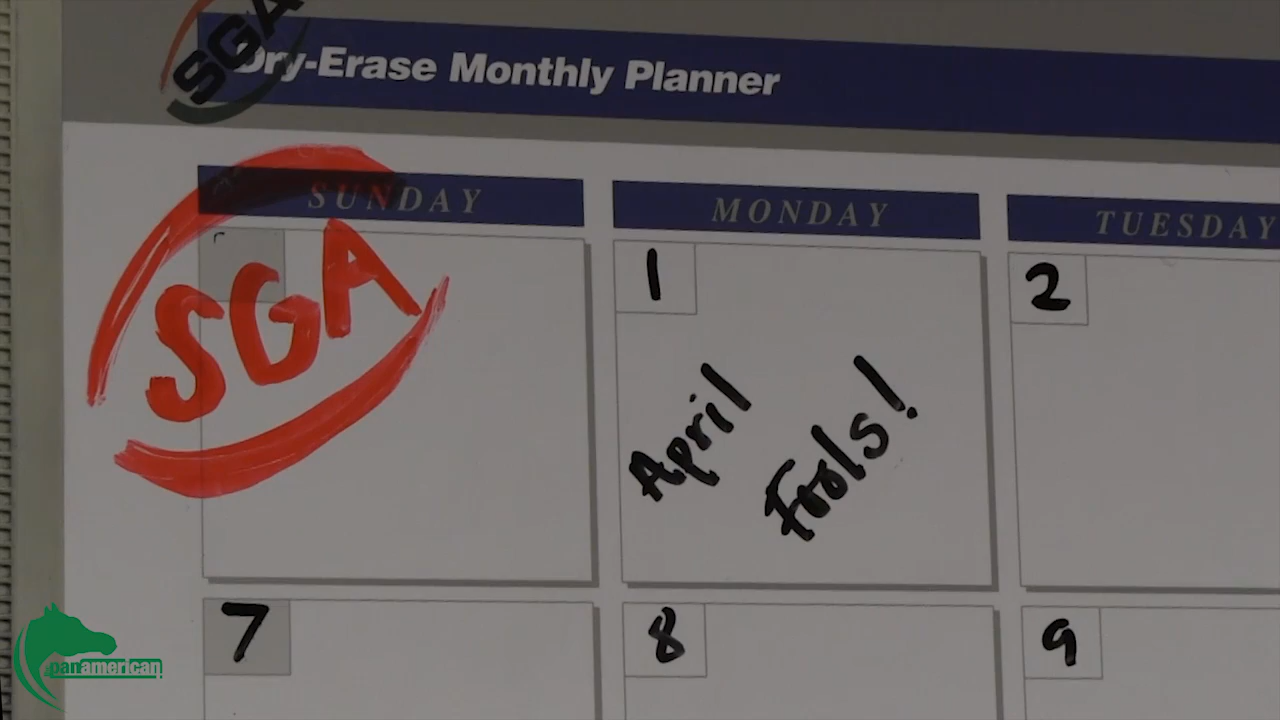 SGA
Dry-Erase Monthly Planner
SUNDAY
MONDAY
TUESDAY
SGA
1
2
April
Fools!
7
8
9
panamerican